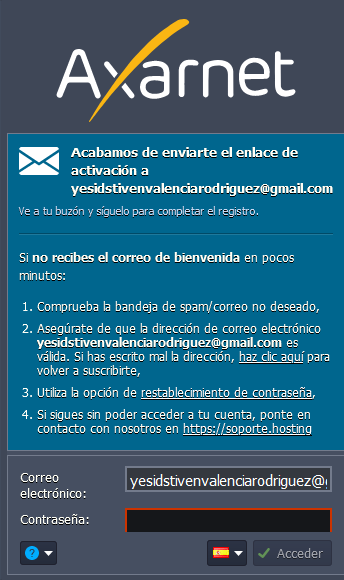 Axarnet
Acabamos de enviarte el enlace de
activación a
yesidstivenvalenciarodriguez@gmail.com
Ve a tu buzón y síguelo para completar el registro.
Si no recibes el correo de bienvenida en pocos
minutos:
1. Comprueba la bandeja de spam/correo no deseado,
2. Asegúrate de que la dirección de correo electrónico
yesidstivenvalenciarodriguez@gmail.com es
válida. Si has escrito mal la dirección, haz clic aquí para
volver a suscribirte,
3. Utiliza la opción de restablecimiento de contraseña,
4. Si sigues sin poder acceder a tu cuenta, ponte en
contacto con nosotros en https://soporte.hosting
Correo
electrónico:
yesidstivenvalenciarodriguez@
Contraseña:
?
Acceder